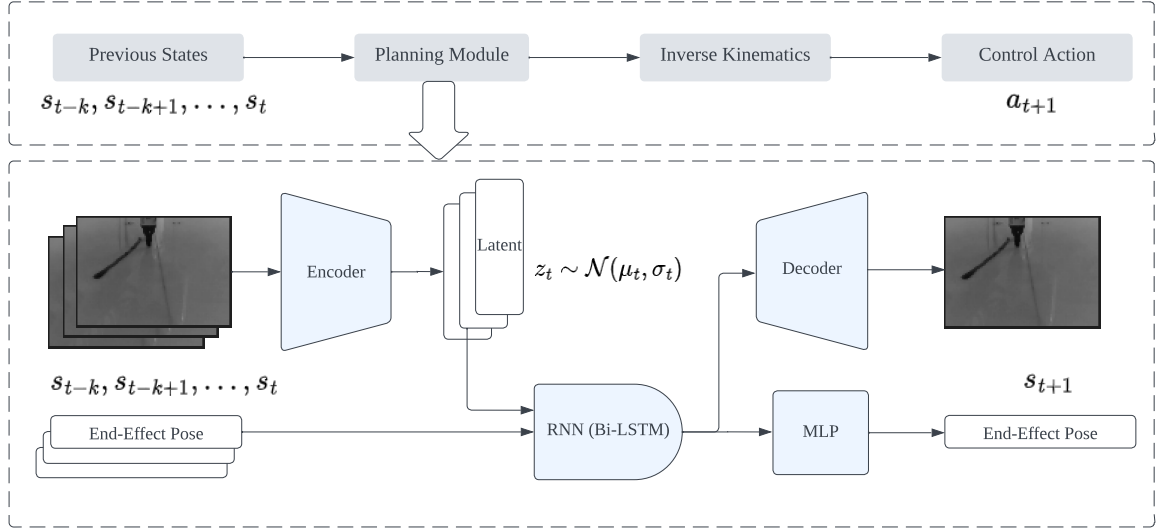 Previous States
Planning Module
Inverse Kinematics
Control Action
s_{t-k}, s_{t-k+1}, ..., s_t
a_{t+1}
Latent
Encoder
z_t ∼ 𝒩(μ_t, σ_t)
Decoder
s_{t-k}, s_{t-k+1}, ..., s_t
s_{t+1}
End-Effect Pose
RNN (Bi-LSTM)
MLP
End-Effect Pose